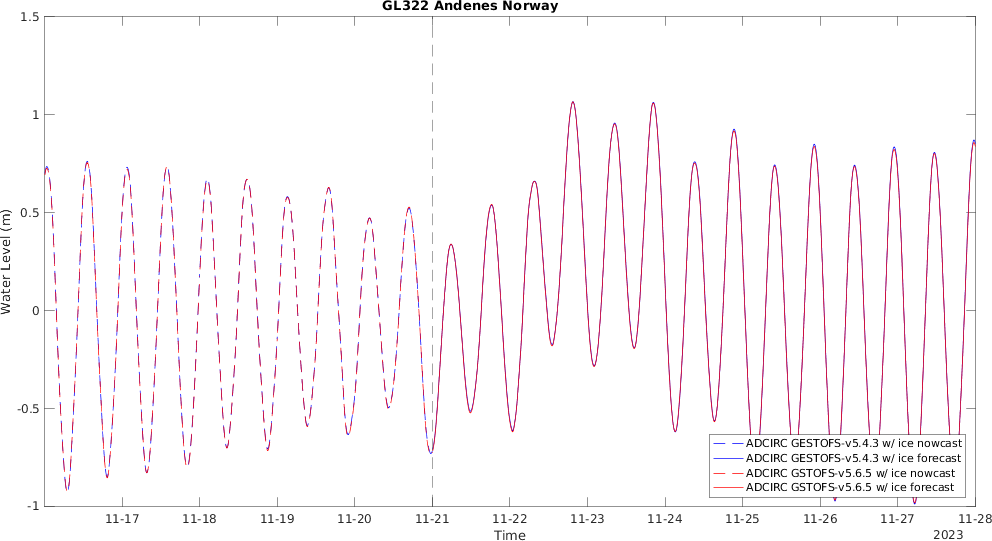 GL322 Andenes Norway
1.5
1
0.5
0
-0.5
-1
Water Level (m)
ADCIRC GESTOFS-v5.4.3 w/ ice nowcast
ADCIRC GESTOFS-v5.4.3 w/ ice forecast
ADCIRC GSTOFS-v5.6.5 w/ ice nowcast
ADCIRC GSTOFS-v5.6.5 w/ ice forecast
11-17 11-18 11-19 11-20 11-21 11-22 11-23 11-24 11-25 11-26 11-27 11-28
Time
2023